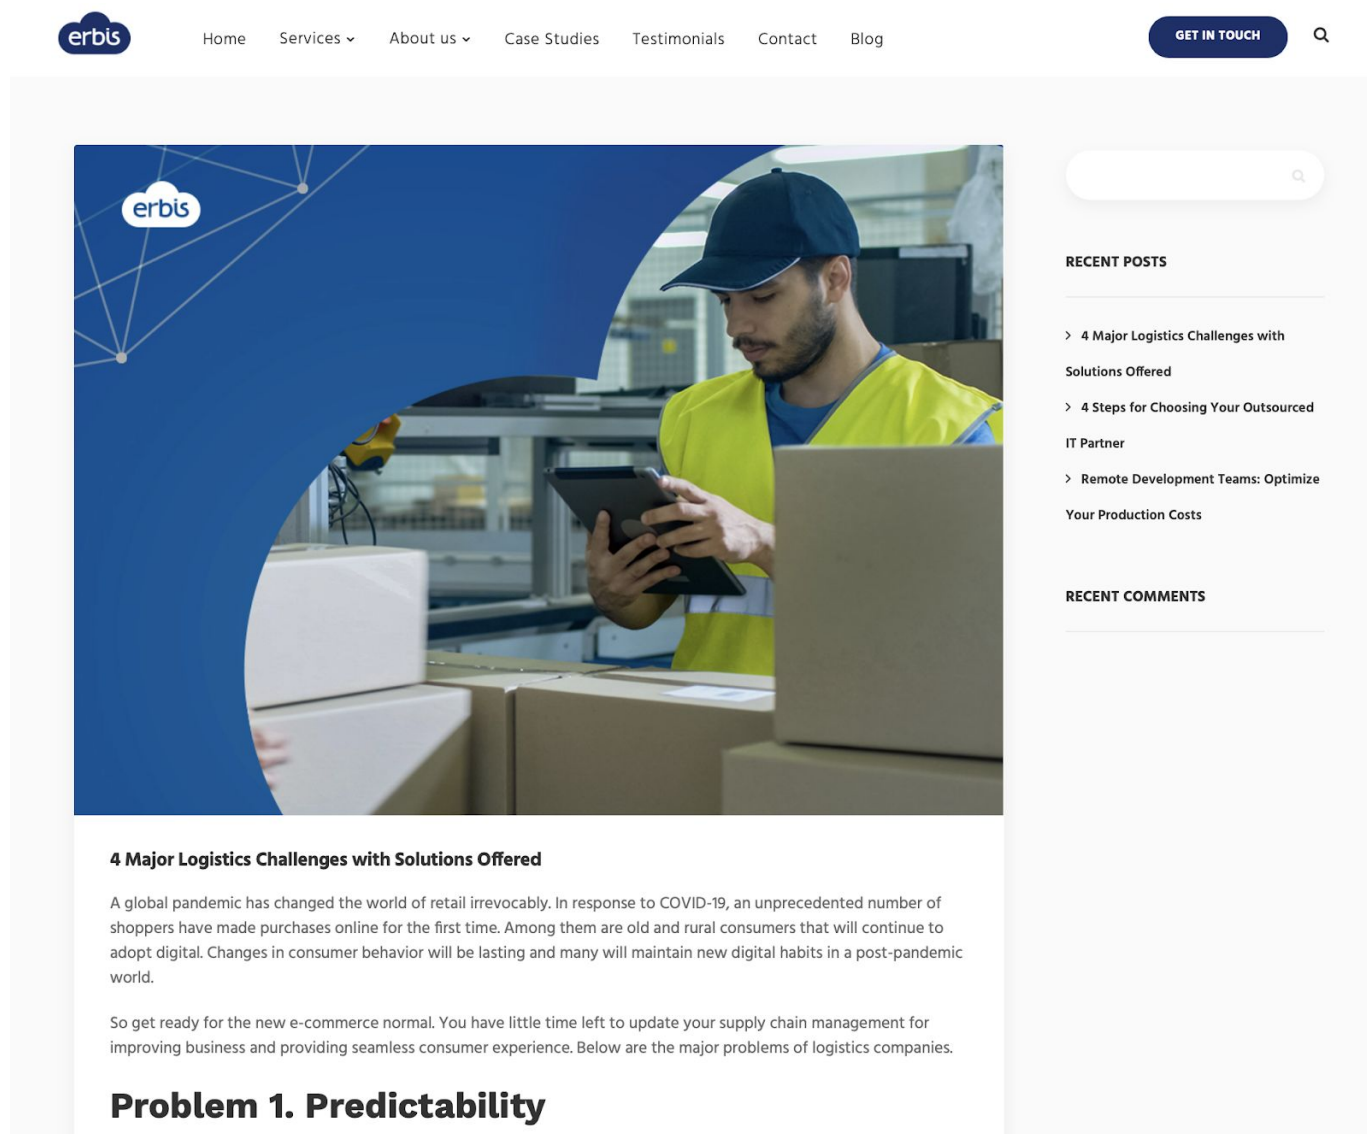 erbis
Home
Services
About us
Case Studies
Testimonials
Contact
Blog
GET IN TOUCH
erbis
RECENT POSTS
4 Major Logistics Challenges with
Solutions Offered
4 Steps for Choosing Your Outsourced
IT Partner
Remote Development Teams: Optimize
Your Production Costs
RECENT COMMENTS
4 Major Logistics Challenges with Solutions Offered
A global pandemic has changed the world of retail irrevocably. In response to COVID-19, an unprecedented number of
shoppers have made purchases online for the first time. Among them are old and rural consumers that will continue to
adopt digital. Changes in consumer behavior will be lasting and many will maintain new digital habits in a post-pandemic
world.
So get ready for the new e-commerce normal. You have little time left to update your supply chain management for
improving business and providing seamless consumer experience. Below are the major problems of logistics companies.
Problem 1. Predictability